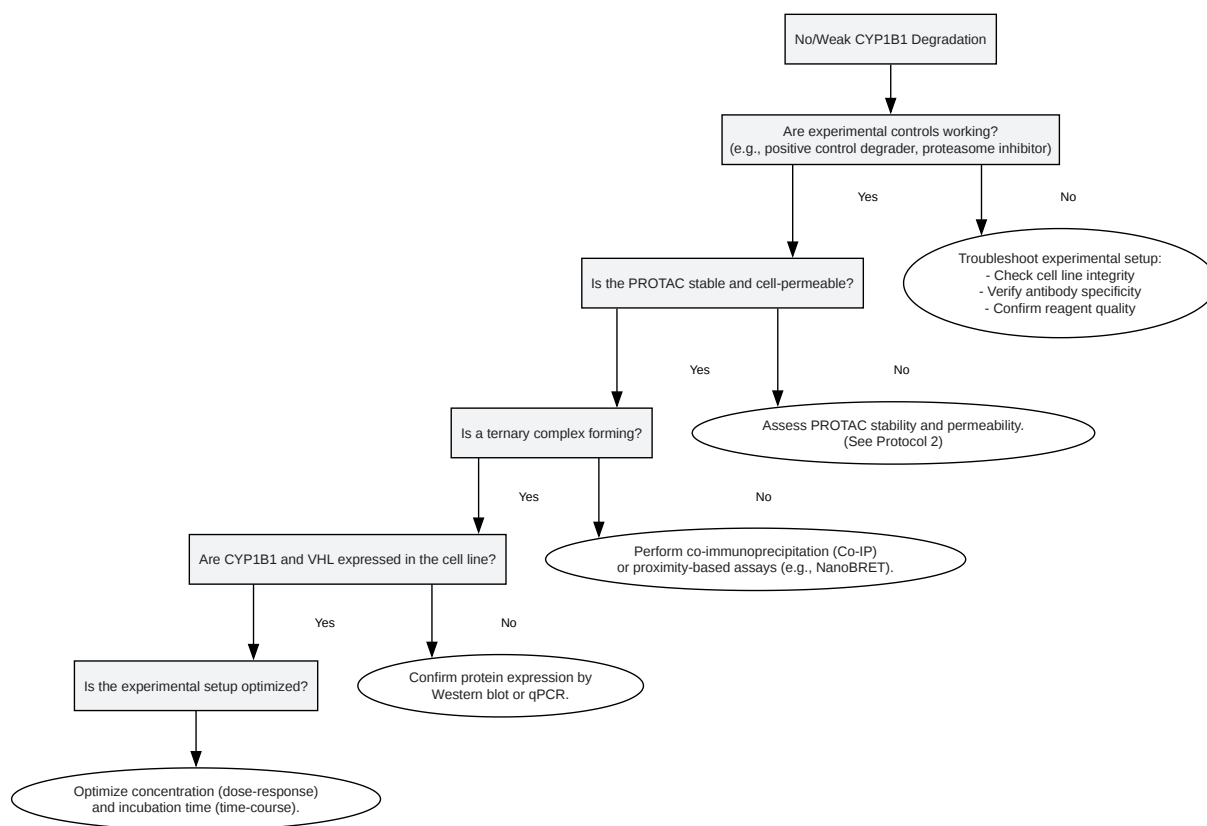 No/Weak CYP1B1 Degradation
Are experimental controls working?
(e.g., positive control degrader, proteasome inhibitor)
Yes
No
Is the PROTAC stable and cell-permeable?
Troubleshoot experimental setup:
- Check cell line integrity
- Verify antibody specificity
- Confirm reagent quality
Yes
No
Is a ternary complex forming?
Assess PROTAC stability and permeability.
(See Protocol 2)
Yes
No
Are CYP1B1 and VHL expressed in the cell line?
Perform co-immunoprecipitation (Co-IP)
or proximity-based assays (e.g., NanoBRET).
Yes
No
Is the experimental setup optimized?
Confirm protein expression by
Western blot or qPCR.
Optimize concentration (dose-response)
and incubation time (time-course).